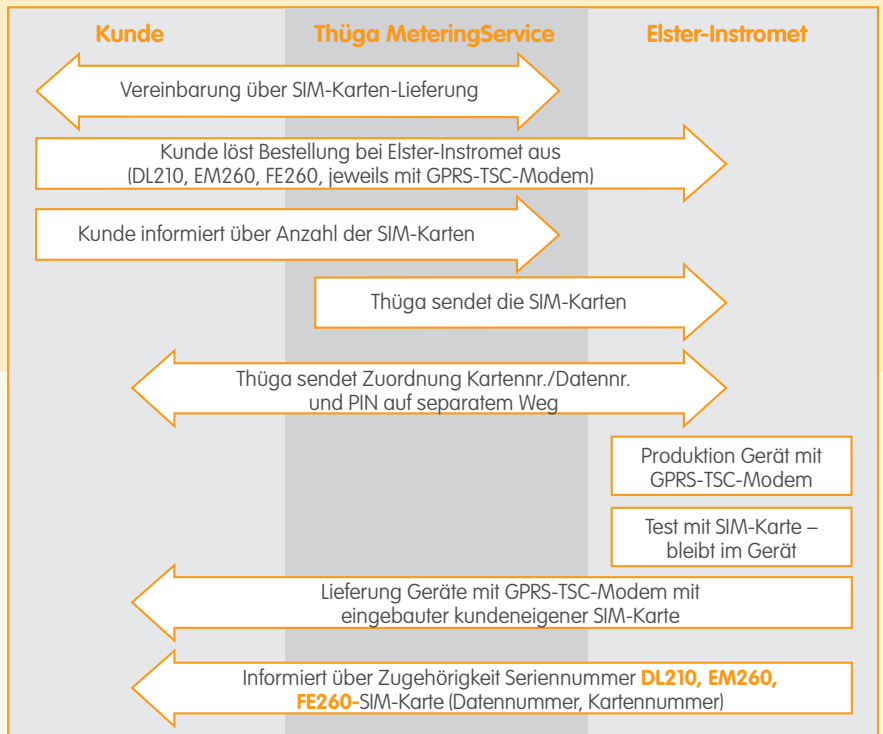 Kunde
Thüga MeteringService
Elster-Instromet
Vereinbarung über SIM-Karten-Lieferung
Kunde löst Bestellung bei Elster-Instromet aus
(DL210, EM260, FE260, jeweils mit GPRS-TSC-Modem)
Kunde informiert über Anzahl der SIM-Karten
Thüga sendet die SIM-Karten
Thüga sendet Zuordnung Kartennr./Datennr.
und PIN auf separatem Weg
Produktion Gerät mit
GPRS-TSC-Modem
Test mit SIM-Karte –
bleibt im Gerät
Lieferung Geräte mit GPRS-TSC-Modem mit
eingebauter kundeneigener SIM-Karte
Informiert über Zugehörigkeit Seriennummer DL210, EM260,
FE260-SIM-Karte (Datennummer, Kartennummer)